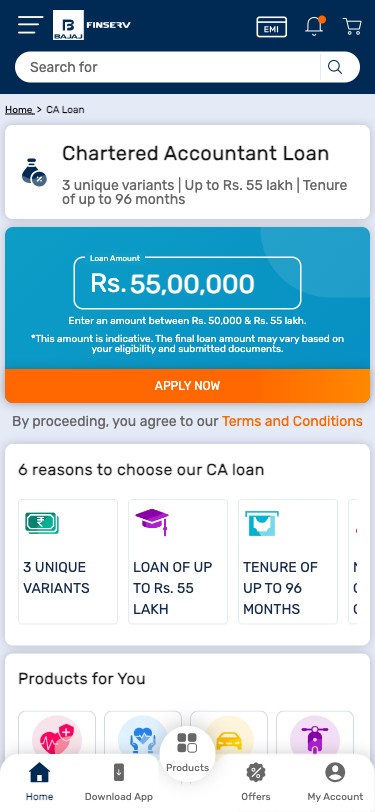 B
BAJAJ
FINSERV
EMI
Search for
Home > CA Loan
Chartered Accountant Loan
3 unique variants | Up to Rs. 55 lakh | Tenure
of up to 96 months
Loan Amount
Rs. 55,00,000
Enter an amount between Rs. 50,000 & Rs. 55 lakh.
*This amount is indicative. The final loan amount may vary based on
your eligibility and submitted documents.
APPLY NOW
By proceeding, you agree to our Terms and Conditions
6 reasons to choose our CA loan
3 UNIQUE
VARIANTS
LOAN OF UP
TO Rs. 55
LAKH
TENURE OF
UP TO 96
MONTHS
Products for You
Home
Download App
Products
Offers
My Account